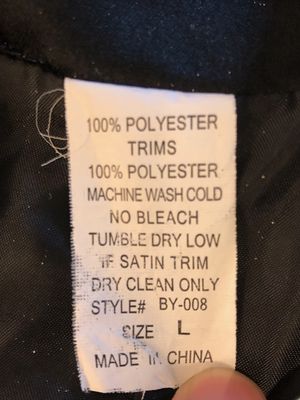 100% POLYESTER
TRIMS
100% POLYESTER
MACHINE WASH COLD
NO BLEACH
TUMBLE DRY LOW
IF SATIN TRIM
DRY CLEAN ONLY
STYLE# BY-008
SIZE L
MADE IN CHINA